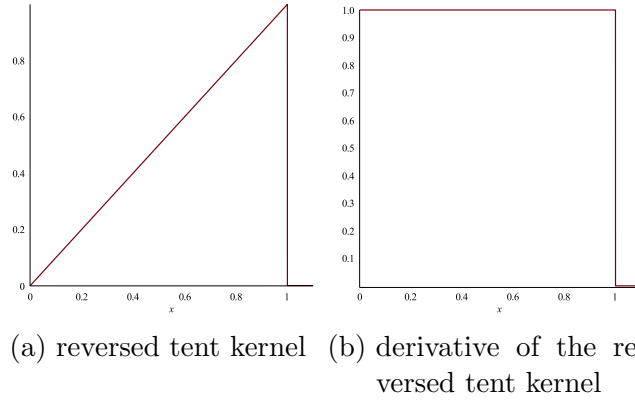 0.8
0.6
0.4
0.2
0
0 0.2 0.4 0.6 0.8 1
x
1.0
0.9
0.8
0.7
0.6
0.5
0.4
0.3
0.2
0.1
0 0.2 0.4 0.6 0.8 1
x
(a) reversed tent kernel
(b) derivative of the re-
versed tent kernel